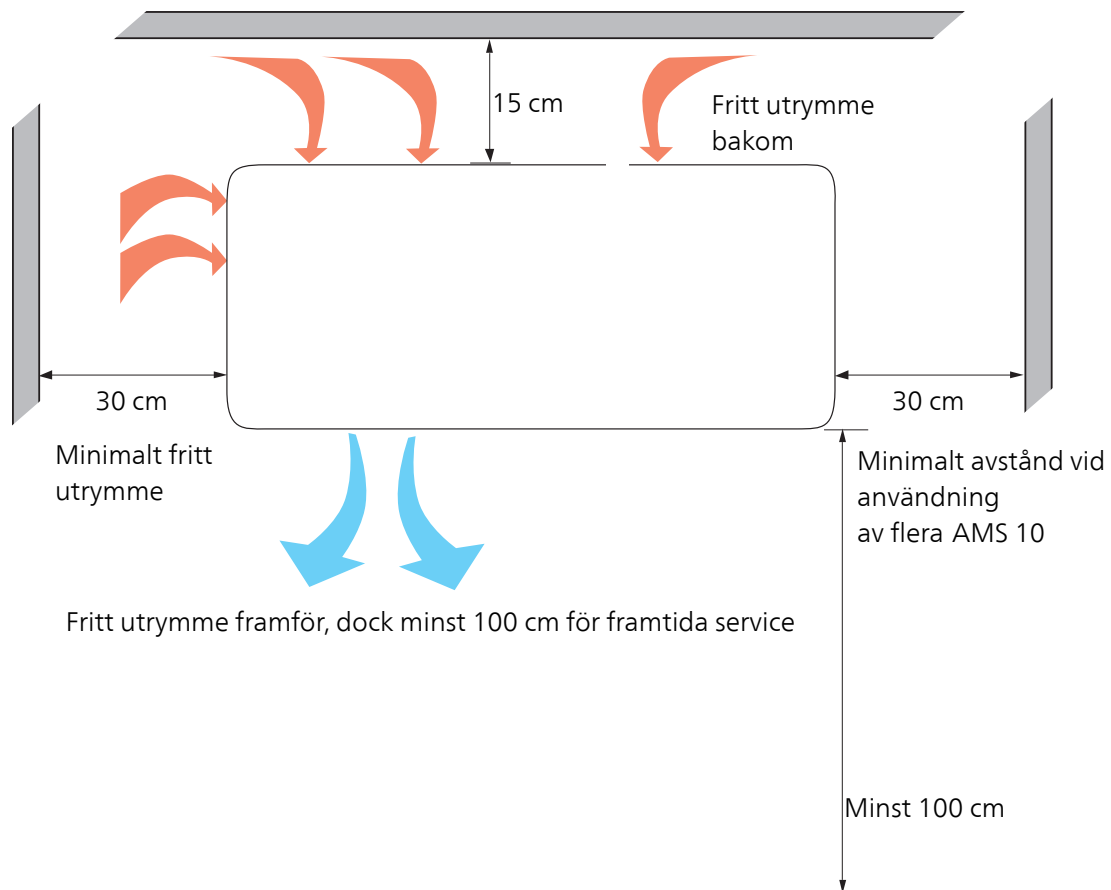 15 cm
Fritt utrymme
bakom
30 cm
30 cm
Minimalt fritt
utrymme
Minimalt avstånd vid
användning
av flera AMS 10
Fritt utrymme framför, dock minst 100 cm för framtida service
Minst 100 cm